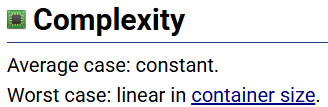 Complexity
Average case: constant.
Worst case: linear in container size.